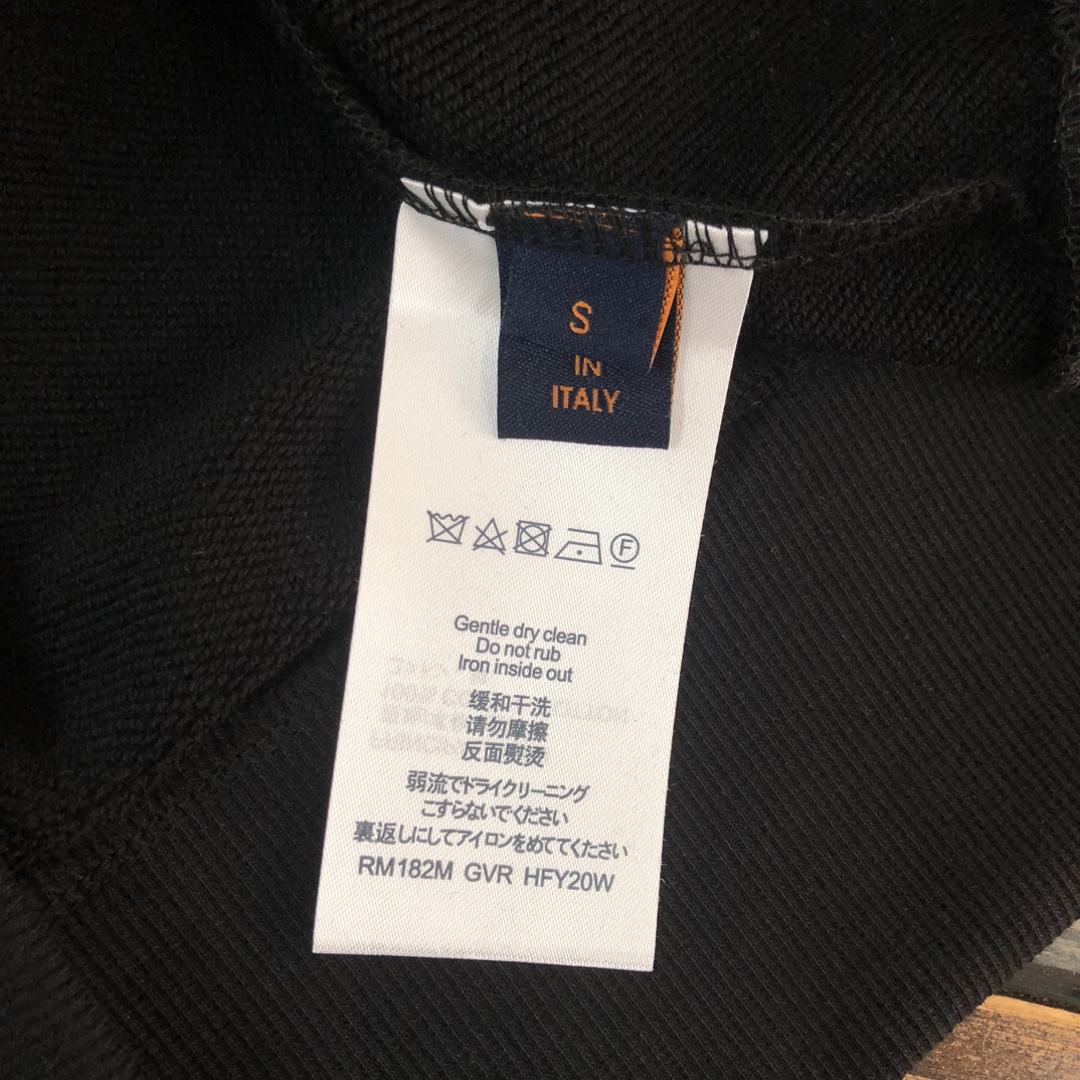 S
IN
ITALY
F
Gentle dry clean
Do not rub
Iron inside out
缓和干洗
请勿摩擦
反面熨烫
弱流でドライクリーニング
こすらないでください
裏返しにしてアイロンをめててください
RM182M GVR HFY20W